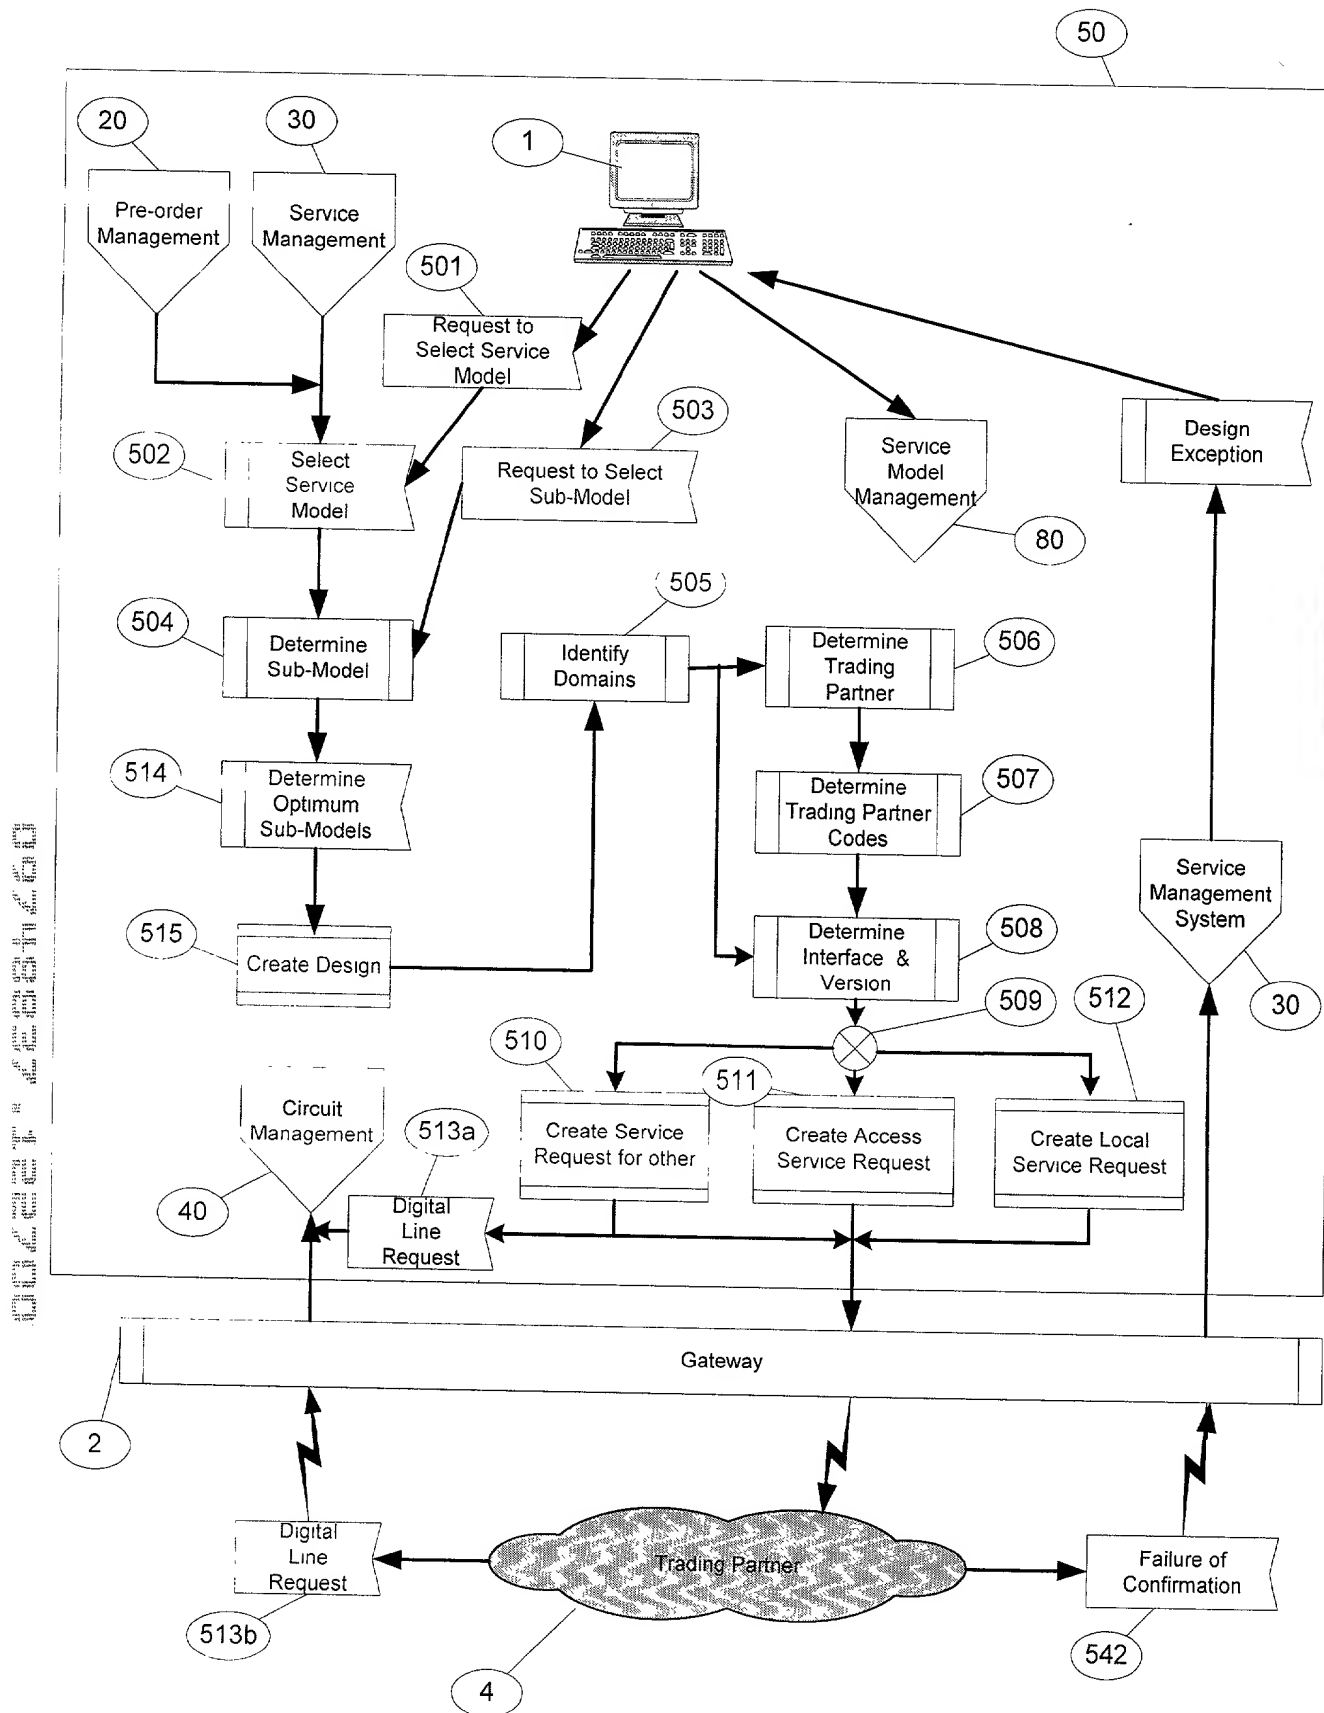 50
20
30
1
Pre-order
Management
Service
Management
501
Request to
Select Service
Model
503
502
Select
Service
Model
Request to Select
Sub-Model
Service
Model
Management
80
Design
Exception
505
504
Determine
Sub-Model
Identify
Domains
Determine
Trading
Partner
506
514
Determine
Optimum
Sub-Models
Determine
Trading Partner
Codes
507
Service
Management
System
515
Create Design
Determine
Interface &
Version
508
509
512
30
510
511
Circuit
Management
513a
Create Service
Request for other
Create Access
Service Request
Create Local
Service Request
40
Digital
Line
Request
Gateway
2
Digital
Line
Request
Trading Partner
Failure of
Confirmation
513b
542
4